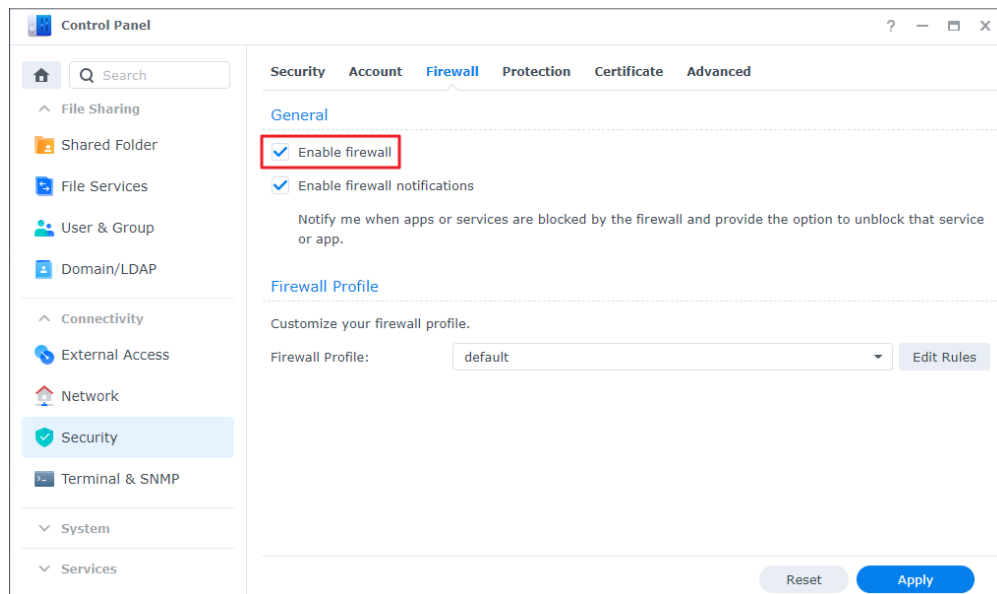 Control Panel
?
Search
File Sharing
Shared Folder
File Services
User & Group
Domain/LDAP
Connectivity
External Access
Network
Security
Terminal & SNMP
System
Services
Security Account Firewall Protection Certificate Advanced
General
Enable firewall
Enable firewall notifications
Notify me when apps or services are blocked by the firewall and provide the option to unblock that service
or app.
Firewall Profile
Customize your firewall profile.
Firewall Profile: default Edit Rules
Reset Apply